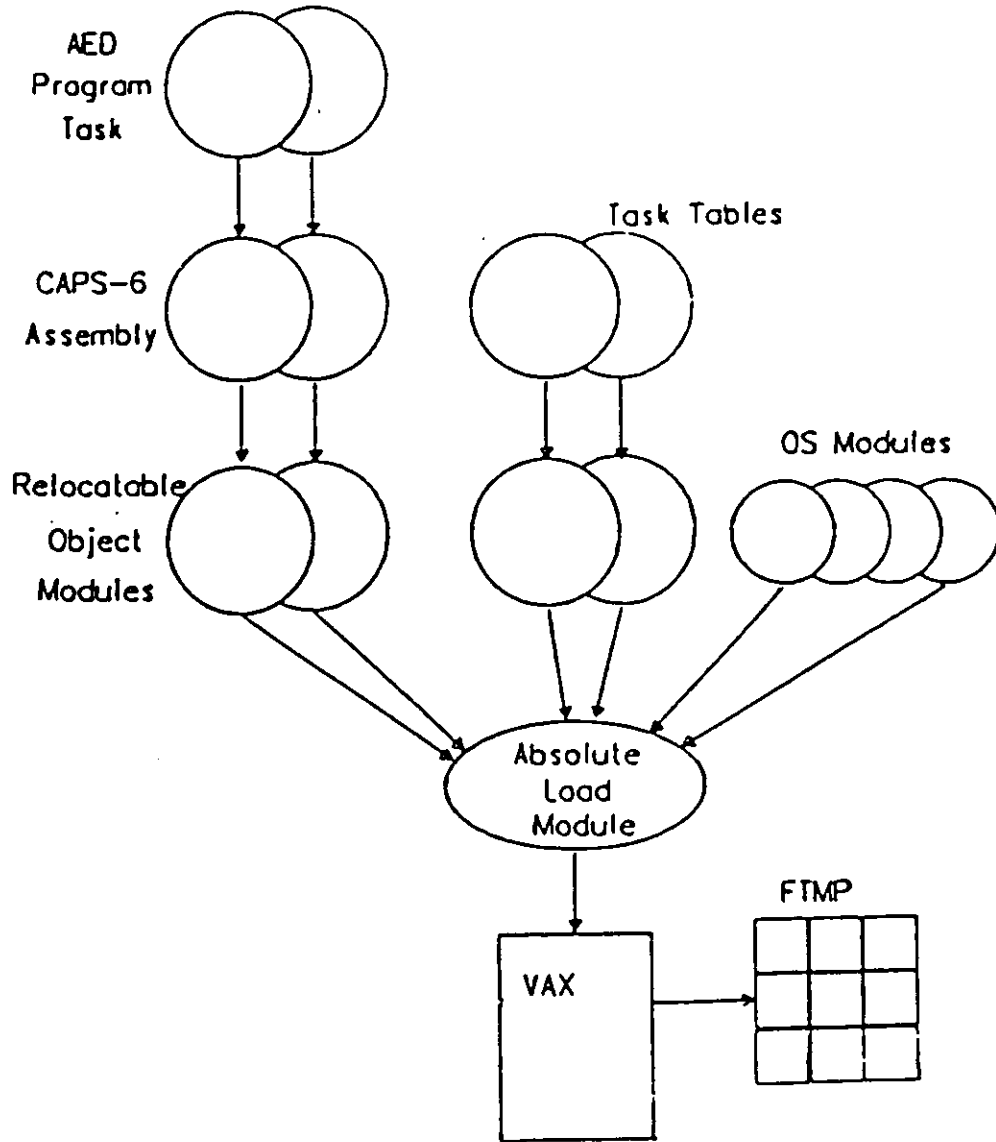 AED
Program
Task
Task Tables
CAPS-6
Assembly
OS Modules
Relocatable
Object
Modules
Absolute
Load
Module
FTMP
VAX